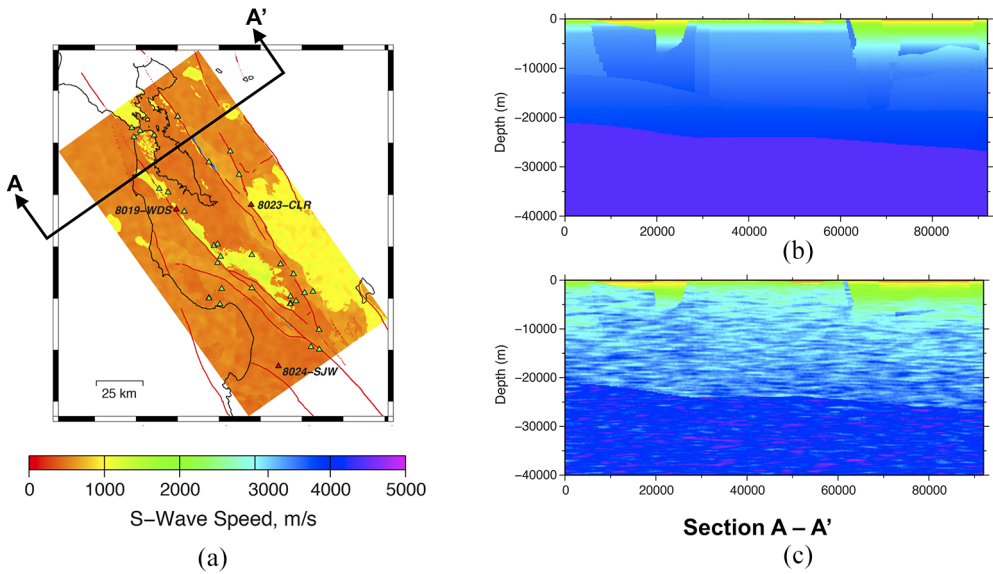 A'
A
8019-WDS
8023-CLR
8024-SJW
25 km
0 1000 2000 3000 4000 5000
S-Wave Speed, m/s
(a)
0
-10000
-20000
-30000
-40000
Depth (m)
0 20000 40000 60000 80000
(b)
0
-10000
-20000
-30000
-40000
Depth (m)
0 20000 40000 60000 80000
Section A – A'
(c)